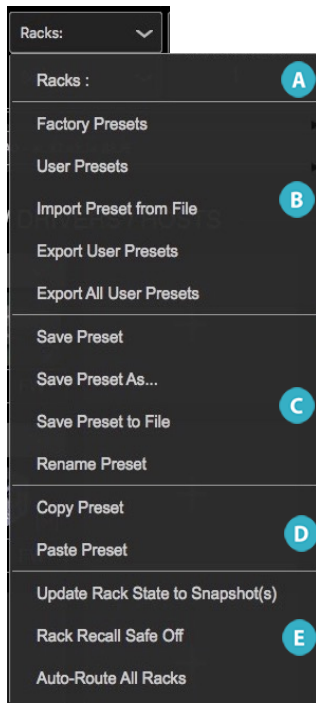 Racks:
Racks :
A
Factory Presets
User Presets
Import Preset from File
B
Export User Presets
Export All User Presets
Save Preset
Save Preset As...
C
Save Preset to File
Rename Preset
Copy Preset
D
Paste Preset
Update Rack State to Snapshot(s)
Rack Recall Safe Off
E
Auto-Route All Racks